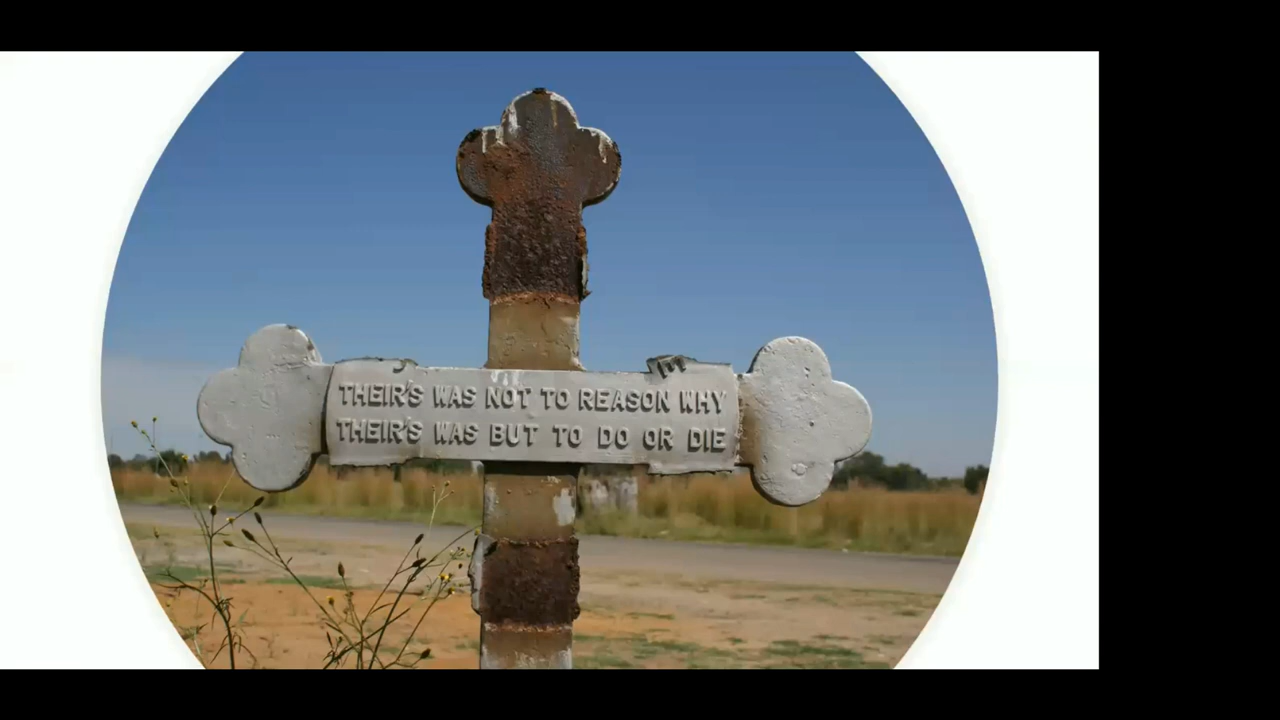 THEIR'S WAS NOT TO REASON WHY
THEIR'S WAS BUT TO DO OR DIE